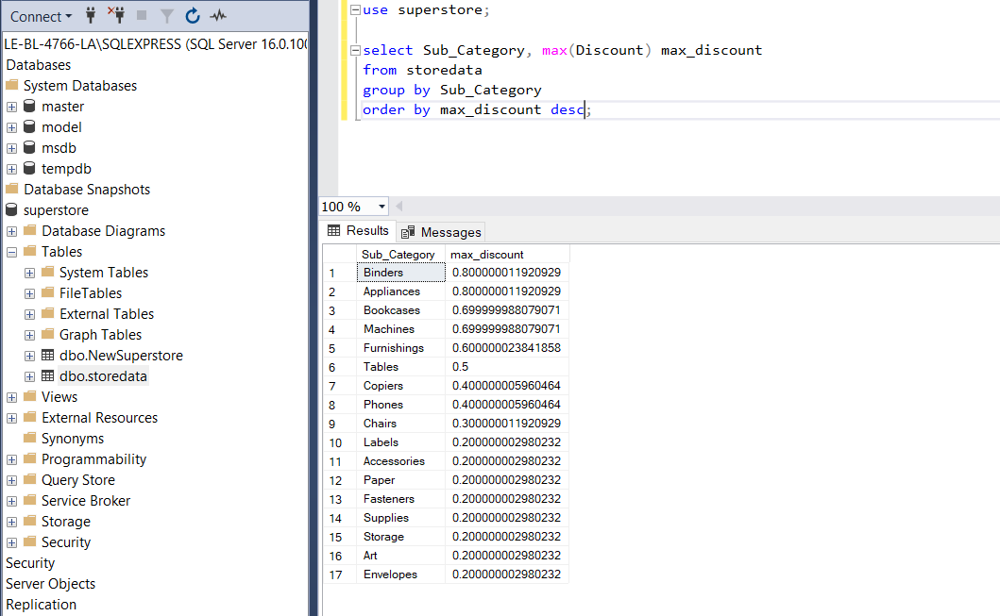 Connect
LE-BL-4766-LA\SQLEXPRESS (SQL Server 16.0.100
Databases
System Databases
master
model
msdb
tempdb
Database Snapshots
superstore
Database Diagrams
Tables
System Tables
FileTables
External Tables
Graph Tables
dbo.NewSuperstore
dbo.storedata
Views
External Resources
Synonyms
Programmability
Query Store
Service Broker
Storage
Security
Security
Server Objects
Replication
use superstore;
select Sub_Category, max(Discount) max_discount
from storedata
group by Sub_Category
order by max_discount desc;
100 %
Results Messages
Sub_Category max_discount
1 Binders 0.800000011920929
2 Appliances 0.800000011920929
3 Bookcases 0.699999988079071
4 Machines 0.699999988079071
5 Furnishings 0.600000023841858
6 Tables 0.5
7 Copiers 0.400000005960464
8 Phones 0.400000005960464
9 Chairs 0.300000011920929
10 Labels 0.200000002980232
11 Accessories 0.200000002980232
12 Paper 0.200000002980232
13 Fasteners 0.200000002980232
14 Supplies 0.200000002980232
15 Storage 0.200000002980232
16 Art 0.200000002980232
17 Envelopes 0.200000002980232